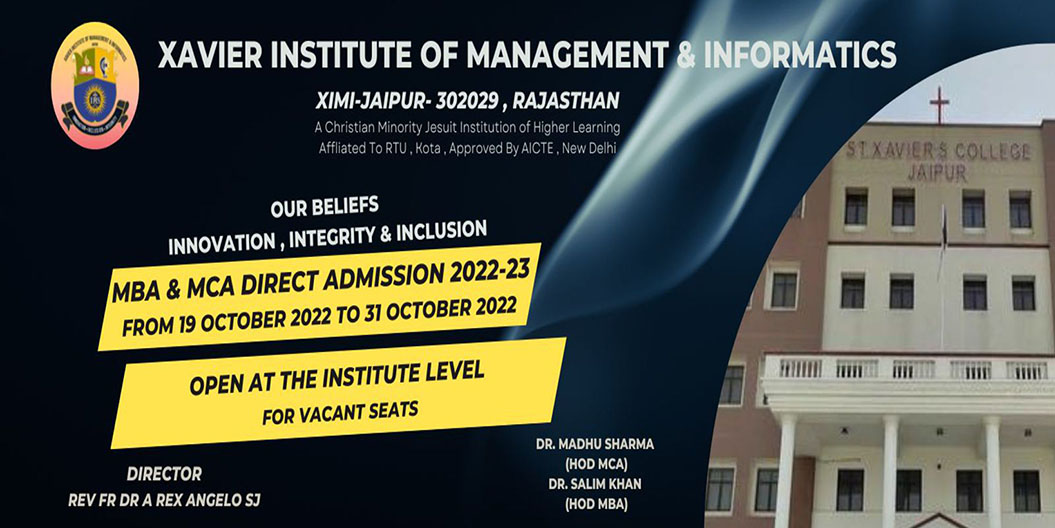 XAVIER INSTITUTE OF MANAGEMENT & INFORMATICS
XIMI-JAIPUR- 302029 , RAJASTHAN
A Christian Minority Jesuit Institution of Higher Learning
Affliated To RTU , Kota , Approved By AICTE , New Delhi
OUR BELIEFS
INNOVATION , INTEGRITY & INCLUSION
MBA & MCA DIRECT ADMISSION 2022-23
FROM 19 OCTOBER 2022 TO 31 OCTOBER 2022
OPEN AT THE INSTITUTE LEVEL
FOR VACANT SEATS
DIRECTOR
REV FR DR A REX ANGELO SJ
DR. MADHU SHARMA
(HOD MCA)
DR. SALIM KHAN
(HOD MBA)
ST.XAVIER'S COLLEGE
JAIPUR